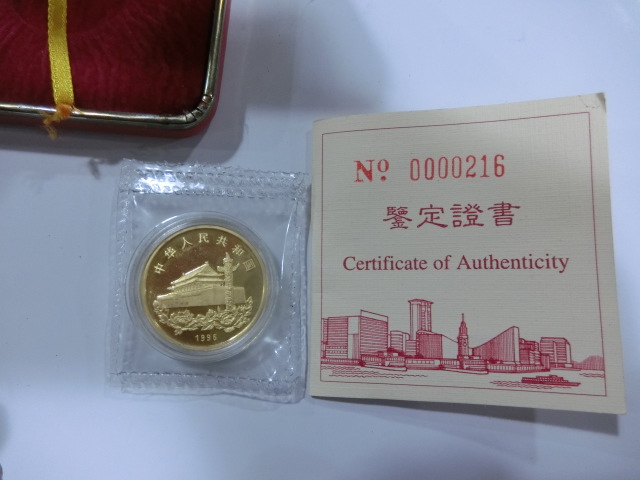 中华人民共和国
1996
Nº 0000216
鑒定證書
Certificate of Authenticity